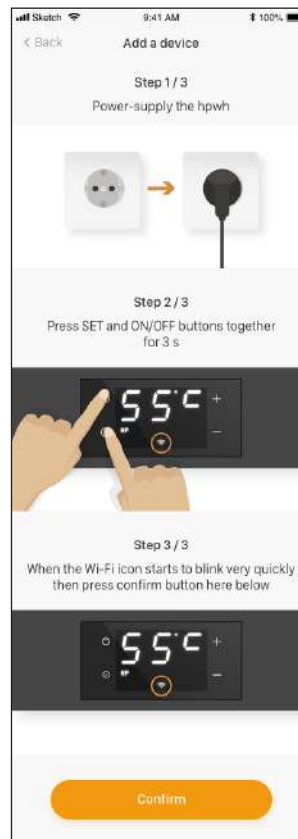 Sketch 9:41 AM 100%
< Back Add a device
Step 1 / 3
Power-supply the hpwh
Step 2 / 3
Press SET and ON/OFF buttons together
for 3 s
55°C
+
HP
−
Step 3 / 3
When the Wi-Fi icon starts to blink very quickly
then press confirm button here below
55°C
+
HP
−
Confirm